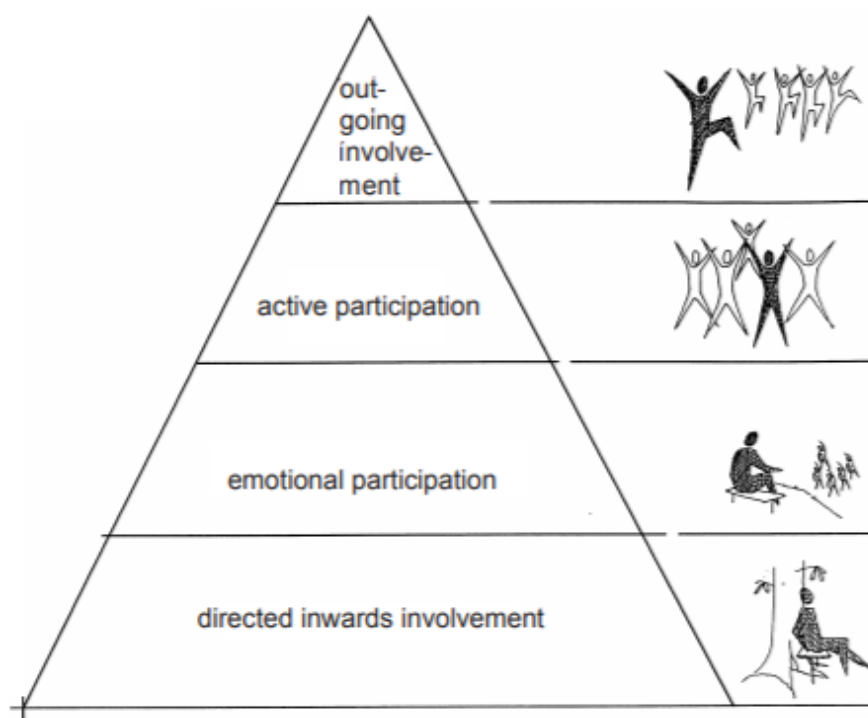 out-
going
involve-
ment
active participation
emotional participation
directed inwards involvement